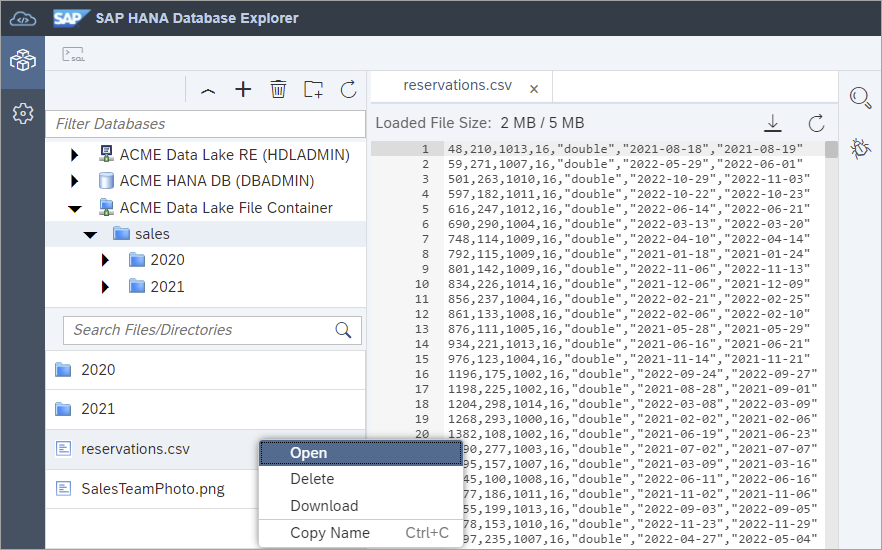 SAP SAP HANA Database Explorer
SQL
Filter Databases
ACME Data Lake RE (HDLADMIN)
ACME HANA DB (DBADMIN)
ACME Data Lake File Container
sales
2020
2021
Search Files/Directories
2020
2021
reservations.csv
SalesTeamPhoto.png
Open
Delete
Download
Copy Name Ctrl+C
reservations.csv
Loaded File Size: 2 MB / 5 MB
1 48,210,1013,16,"double","2021-08-18","2021-08-19"
2 59,271,1007,16,"double","2022-05-29","2022-06-01"
3 501,263,1010,16,"double","2022-10-29","2022-11-03"
4 597,182,1011,16,"double","2022-10-22","2022-10-23"
5 616,247,1012,16,"double","2022-06-14","2022-06-21"
6 690,290,1004,16,"double","2022-03-13","2022-03-20"
7 748,114,1009,16,"double","2022-04-10","2022-04-14"
8 792,115,1009,16,"double","2021-01-18","2021-01-24"
9 801,142,1009,16,"double","2022-11-06","2022-11-13"
10 834,226,1014,16,"double","2021-12-06","2021-12-09"
11 856,237,1004,16,"double","2022-02-21","2022-02-25"
12 861,133,1008,16,"double","2022-02-06","2022-02-10"
13 876,111,1005,16,"double","2021-05-28","2021-05-29"
14 934,221,1013,16,"double","2021-06-16","2021-06-21"
15 976,123,1004,16,"double","2021-11-14","2021-11-21"
16 1196,175,1002,16,"double","2022-09-24","2022-09-27"
17 1198,225,1002,16,"double","2021-08-28","2021-09-01"
18 1204,298,1014,16,"double","2022-03-08","2022-03-09"
19 1268,293,1000,16,"double","2021-02-02","2021-02-06"
20 1382,108,1002,16,"double","2021-06-19","2021-06-23"
90,277,1003,16,"double","2021-07-02","2021-07-07"
95,157,1007,16,"double","2021-03-09","2021-03-16"
45,100,1008,16,"double","2022-06-11","2022-06-16"
77,186,1011,16,"double","2021-11-02","2021-11-06"
55,199,1013,16,"double","2022-09-03","2022-09-05"
78,153,1010,16,"double","2022-11-23","2022-11-29"
97,235,1007,16,"double","2022-04-27","2022-05-04"